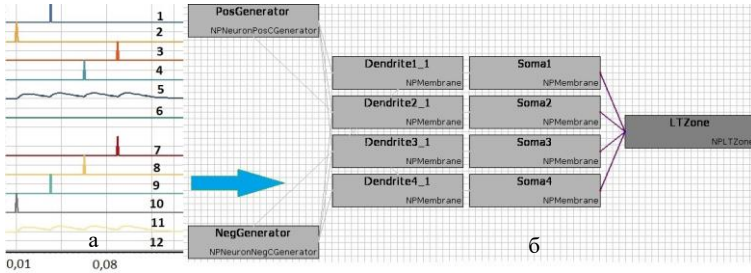 1
2
3
4
5
6
7
8
9
10
11
12
а
0,01
0,08
PosGenerator
NPNeuronPosCGenerator
Dendrite1_1
NPMembrane
Soma1
NPMembrane
Dendrite2_1
NPMembrane
Soma2
NPMembrane
LTZone
NPLTZone
Dendrite3_1
NPMembrane
Soma3
NPMembrane
Dendrite4_1
NPMembrane
Soma4
NPMembrane
NegGenerator
NPNeuronNegCGenerator
б